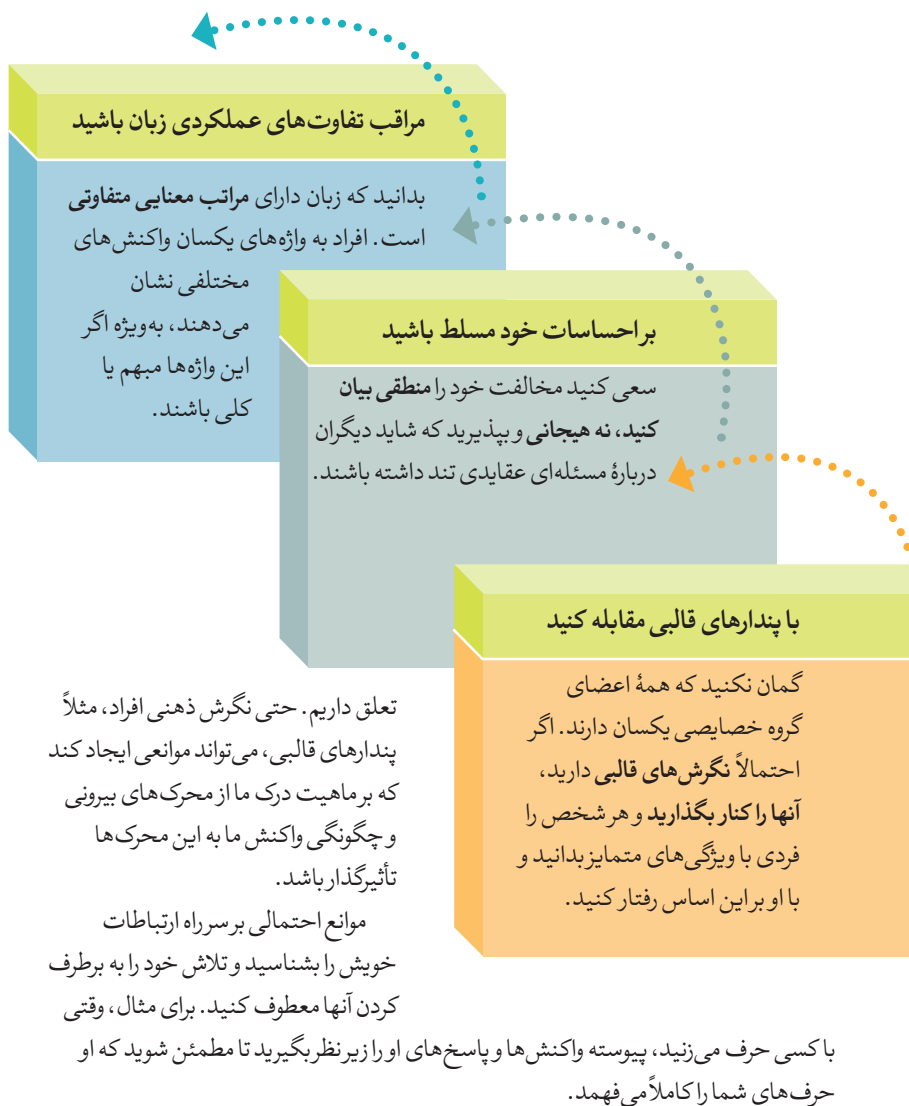 مراقب تفاوت‌های عملکردی زبان باشید
بدانید که زبان دارای مراتب معنایی متفاوتی
است. افراد به واژه‌های یکسان واکنش‌های
مختلفی نشان
می‌دهند، به‌ویژه اگر
این واژه‌ها مبهم یا
کلی باشند.
بر احساسات خود مسلط باشید
سعی کنید مخالفت خود را منطقی بیان
کنید، نه هیجانی و بپذیرید که شاید دیگران
دربارهٔ مسئله‌ای عقایدی تند داشته باشند.
با پندارهای قالبی مقابله کنید
گمان نکنید که همهٔ اعضای
گروه خصایصی یکسان دارند. اگر
احتمالاً نگرش‌های قالبی دارید،
آنها را کنار بگذارید و هر شخص را
فردی با ویژگی‌های متمایز بدانید و
با او بر این اساس رفتار کنید.
تعلق داریم. حتی نگرش ذهنی افراد، مثلاً
پندارهای قالبی، می‌تواند موانعی ایجاد کند
که بر ماهیت درک ما از محرک‌های بیرونی
و چگونگی واکنش ما به این محرک‌ها
تأثیرگذار باشد.
موانع احتمالی بر سر راه ارتباطات
خویش را بشناسید و تلاش خود را به برطرف
کردن آنها معطوف کنید. برای مثال، وقتی
با کسی حرف می‌زنید، پیوسته واکنش‌ها و پاسخ‌های او را زیر نظر بگیرید تا مطمئن شوید که او
حرف‌های شما را کاملاً می‌فهمد.